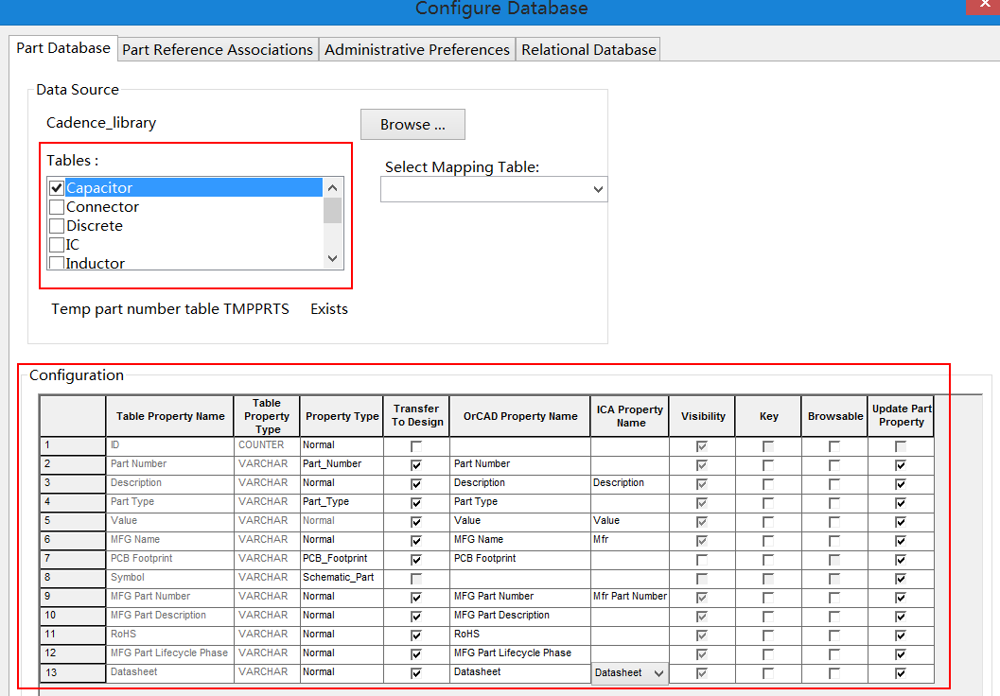 Configure Database
Part Database Part Reference Associations Administrative Preferences Relational Database
Data Source
Cadence_library Browse ...
Tables :
Select Mapping Table:
Capacitor
Connector
Discrete
IC
Inductor
Temp part number table TMPPRTS Exists
Configuration
Table Property Name Table Property Type Property Type Transfer To Design OrCAD Property Name ICA Property Name Visibility Key Browsable Update Part Property
1 ID COUNTER Normal
2 Part Number VARCHAR Part_Number Part Number
3 Description VARCHAR Normal Description Description
4 Part Type VARCHAR Part_Type Part Type
5 Value VARCHAR Normal Value Value
6 MFG Name VARCHAR Normal MFG Name Mfr
7 PCB Footprint VARCHAR PCB_Footprint PCB Footprint
8 Symbol VARCHAR Schematic_Part
9 MFG Part Number VARCHAR Normal MFG Part Number Mfr Part Number
10 MFG Part Description VARCHAR Normal MFG Part Description
11 RoHS VARCHAR Normal RoHS
12 MFG Part Lifecycle Phase VARCHAR Normal MFG Part Lifecycle Phase
13 Datasheet VARCHAR Normal Datasheet Datasheet